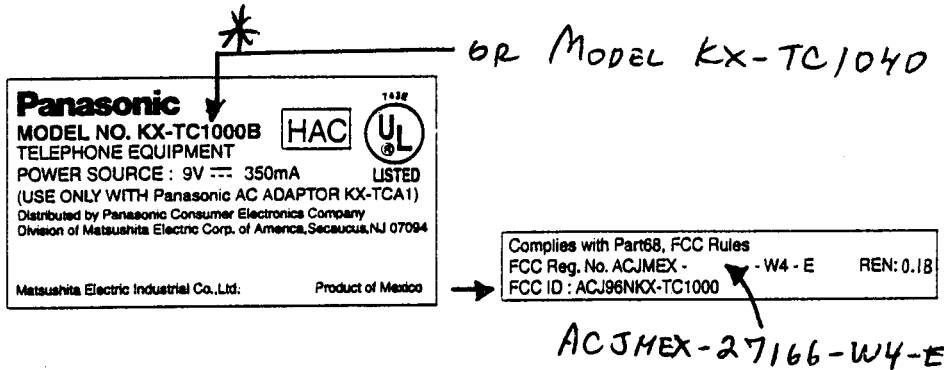 * OR MODEL KX-TC1040
Panasonic
MODEL NO. KX-TC1000B
TELEPHONE EQUIPMENT
POWER SOURCE : 9V ⎓ 350mA
(USE ONLY WITH Panasonic AC ADAPTOR KX-TCA1)
Distributed by Panasonic Consumer Electronics Company
Division of Matsushita Electric Corp. of America,Secaucus,NJ 07094
Matsushita Electric Industrial Co.,Ltd. Product of Mexico
HAC
743E
UL
®
LISTED
Complies with Part68, FCC Rules
FCC Reg. No. ACJMEX - - W4 - E REN: 0.1B
FCC ID : ACJ96NKX-TC1000
ACJMEX-27166-W4-E